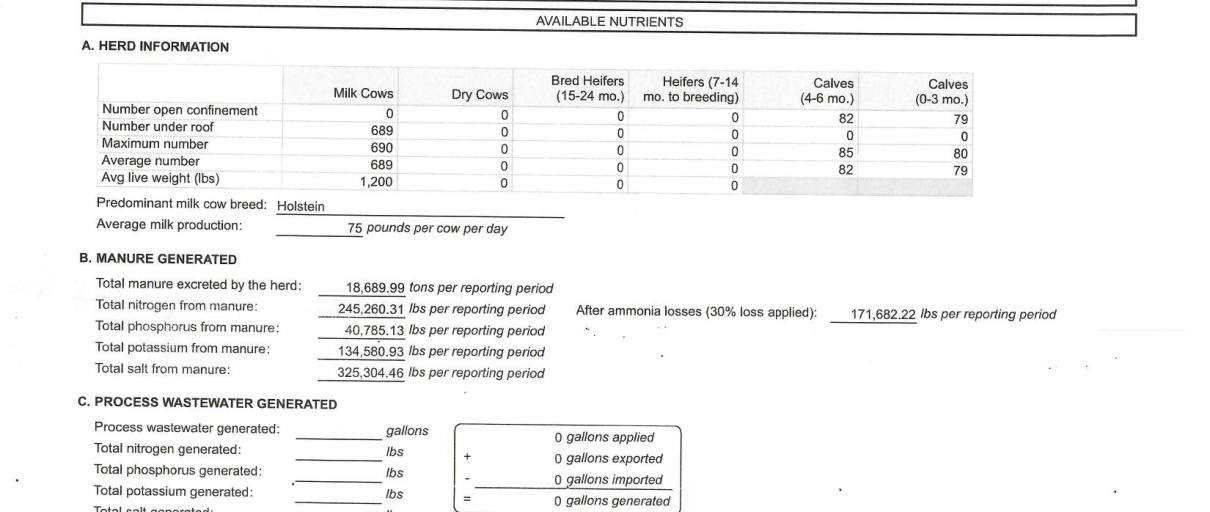 AVAILABLE NUTRIENTS
A. HERD INFORMATION
Milk Cows Dry Cows Bred Heifers (15-24 mo.) Heifers (7-14 mo. to breeding) Calves (4-6 mo.) Calves (0-3 mo.)
Number open confinement 0 0 0 0 82 79
Number under roof 689 0 0 0 0 0
Maximum number 690 0 0 0 85 80
Average number 689 0 0 0 82 79
Avg live weight (lbs) 1,200 0 0 0
Predominant milk cow breed: Holstein
Average milk production: 75 pounds per cow per day
B. MANURE GENERATED
Total manure excreted by the herd: 18,689.99 tons per reporting period
Total nitrogen from manure: 245,260.31 lbs per reporting period After ammonia losses (30% loss applied): 171,682.22 lbs per reporting period
Total phosphorus from manure: 40,785.13 lbs per reporting period
Total potassium from manure: 134,580.93 lbs per reporting period
Total salt from manure: 325,304.46 lbs per reporting period
C. PROCESS WASTEWATER GENERATED
Process wastewater generated: gallons 0 gallons applied
Total nitrogen generated: lbs + 0 gallons exported
Total phosphorus generated: lbs - 0 gallons imported
Total potassium generated: lbs = 0 gallons generated
Total salt generated: